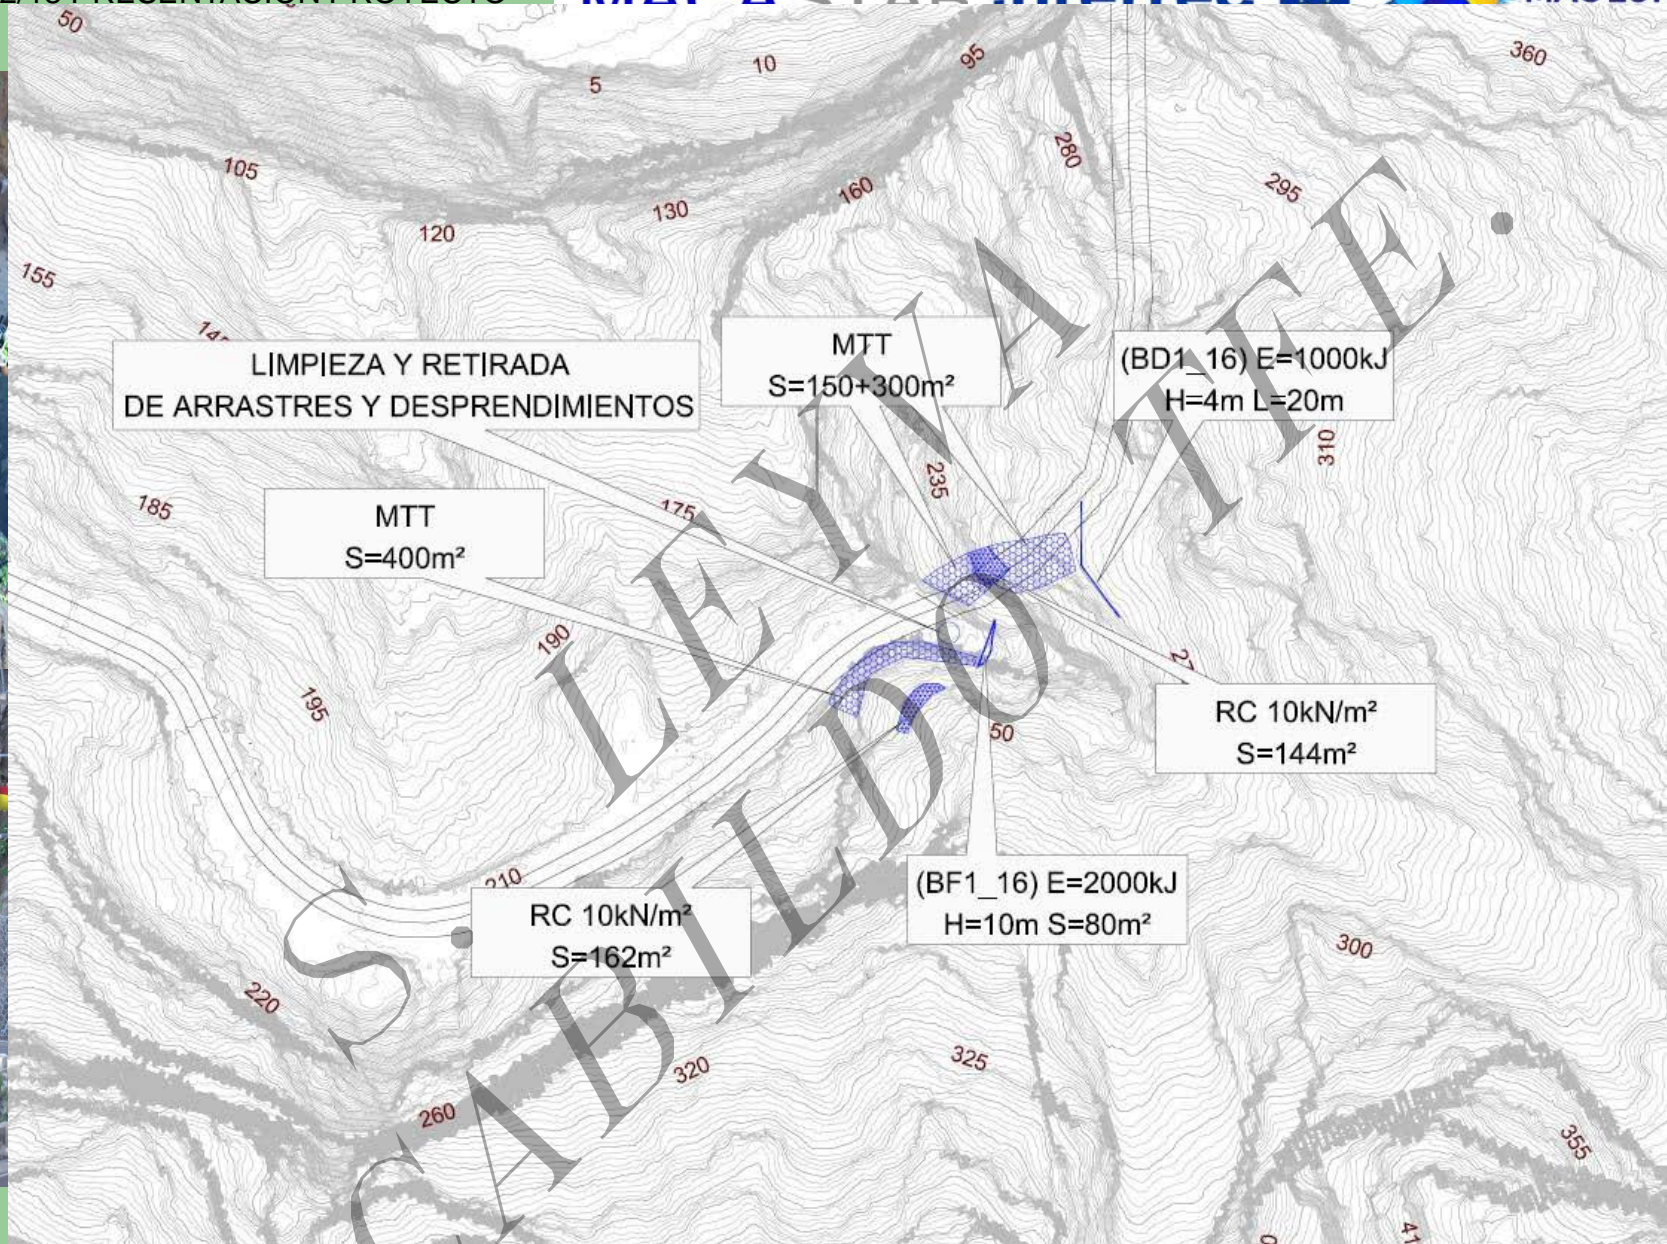 50
5
10
95
360
105
280
295
160
130
120
155
MTT
S=150+300m²
(BD1_16) E=1000kJ
H=4m L=20m
LIMPIEZA Y RETIRADA
DE ARRASTRES Y DESPRENDIMIENTOS
310
235
185
175
MTT
S=400m²
190
195
RC 10kN/m²
S=144m²
50
210
(BF1_16) E=2000kJ
H=10m S=80m²
RC 10kN/m²
S=162m²
300
220
325
320
260
355
S. LEYVA
CABILDO TFE.